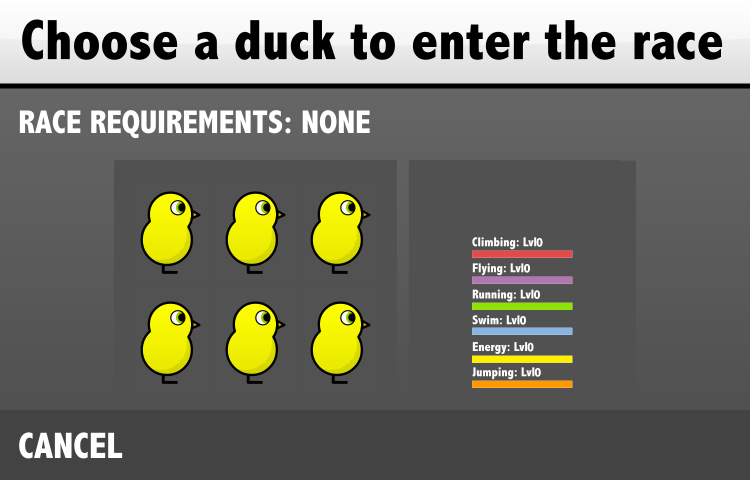 Choose a duck to enter the race
RACE REQUIREMENTS: NONE
Climbing: Lvl0
Flying: Lvl0
Running: Lvl0
Swim: Lvl0
Energy: Lvl0
Jumping: Lvl0
CANCEL